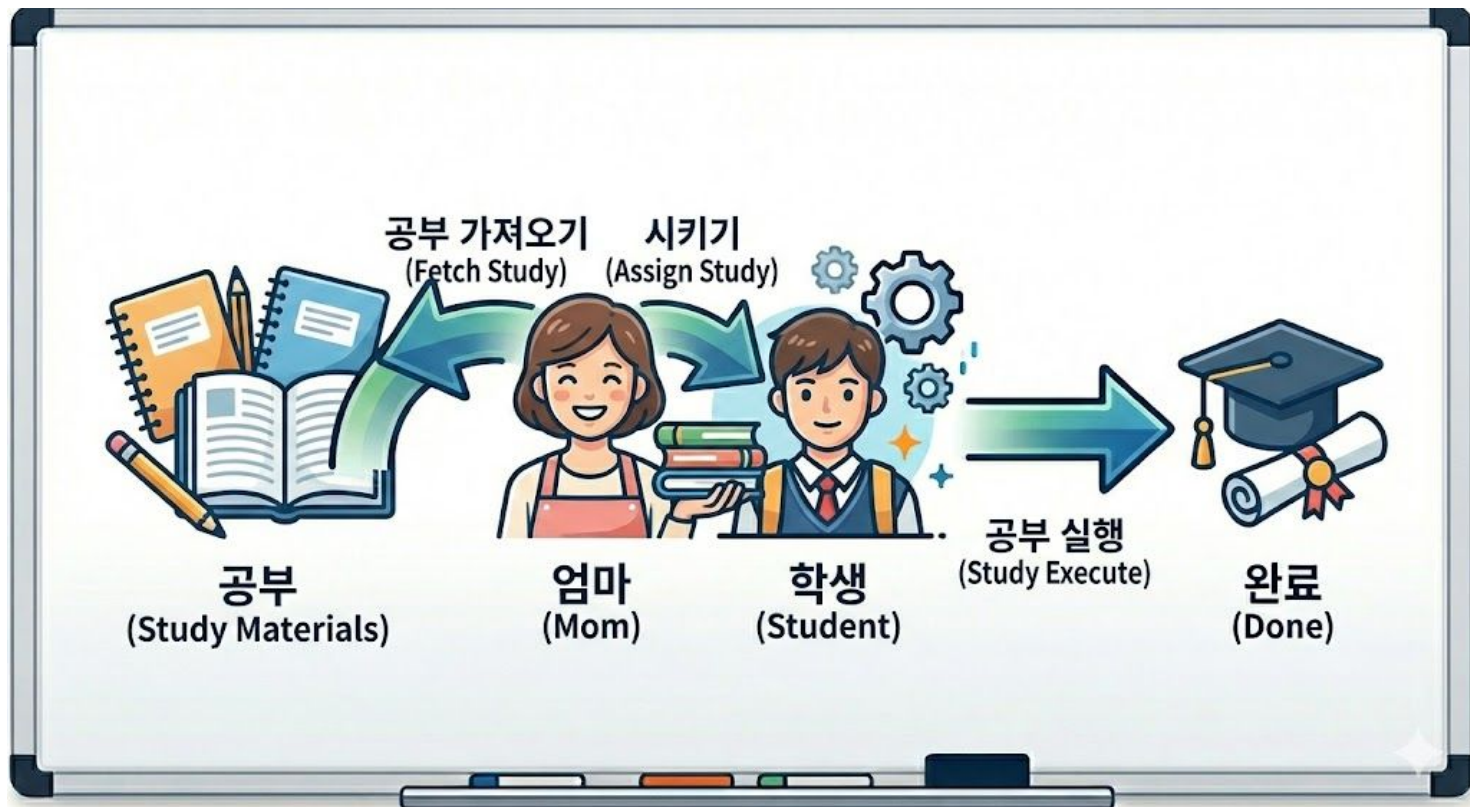 공부 가져오기
(Fetch Study)
시키기
(Assign Study)
공부
(Study Materials)
엄마
(Mom)
학생
(Student)
공부 실행
(Study Execute)
완료
(Done)